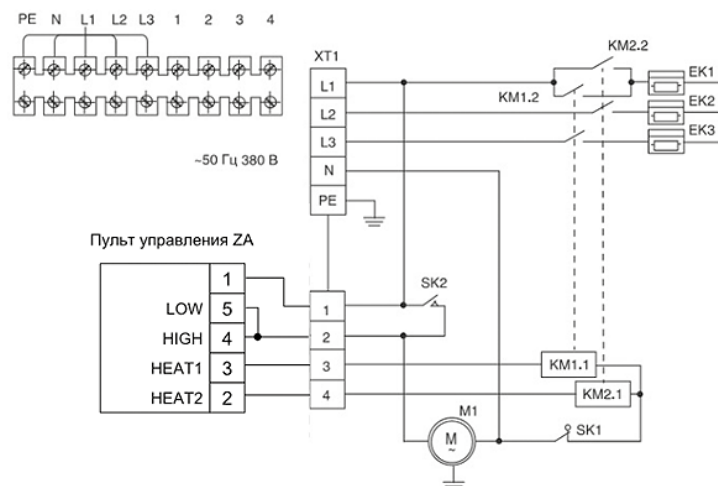 PE N L1 L2 L3 1 2 3 4
~50 Гц 380 В
XT1
L1
L2
L3
N
PE
KM2.2
KM1.2
EK1
EK2
EK3
Пульт управления ZA
1
LOW 5
HIGH 4
HEAT1 3
HEAT2 2
1
2
3
4
SK2
KM1.1
KM2.1
M1
M
~
SK1